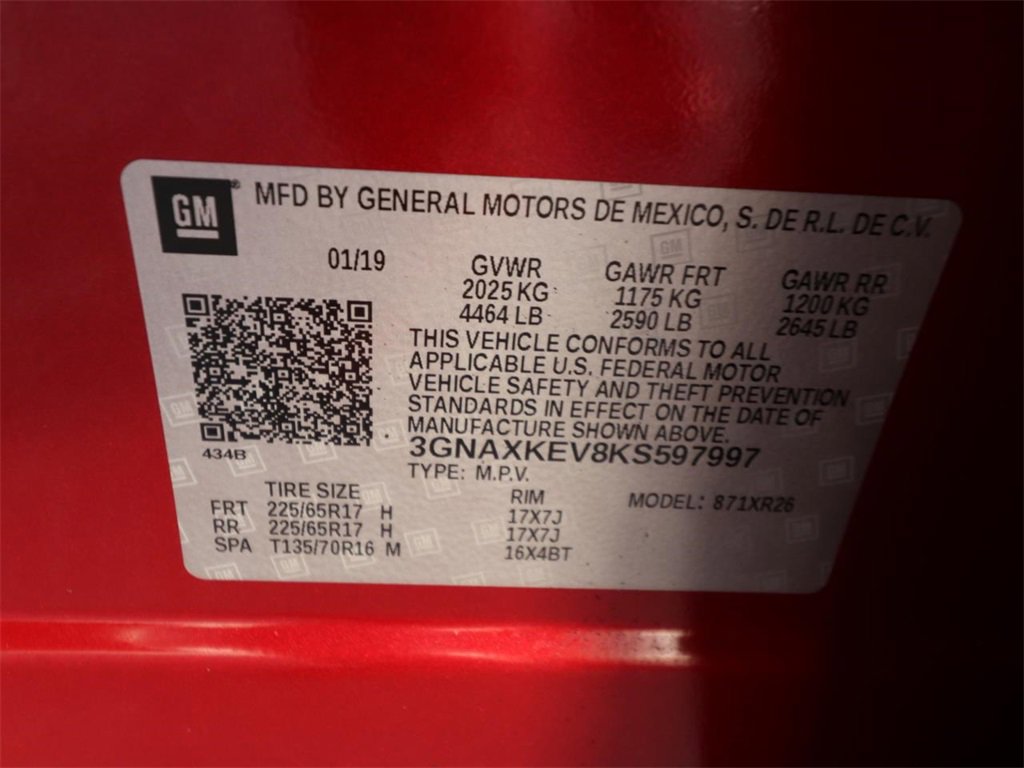 GM® MFD BY GENERAL MOTORS DE MEXICO, S. DE R.L. DE C.V.
01/19
GVWR GAWR FRT GAWR RR
2025 KG 1175 KG 1200 KG
4464 LB 2590 LB 2645 LB
THIS VEHICLE CONFORMS TO ALL
APPLICABLE U.S. FEDERAL MOTOR
VEHICLE SAFETY AND THEFT PREVENTION
STANDARDS IN EFFECT ON THE DATE OF
MANUFACTURE SHOWN ABOVE.
434B
3GNAXKEV8KS597997
TYPE: M.P.V.
TIRE SIZE RIM MODEL: 871XR26
FRT 225/65R17 H 17X7J
RR 225/65R17 H 17X7J
SPA T135/70R16 M 16X4BT